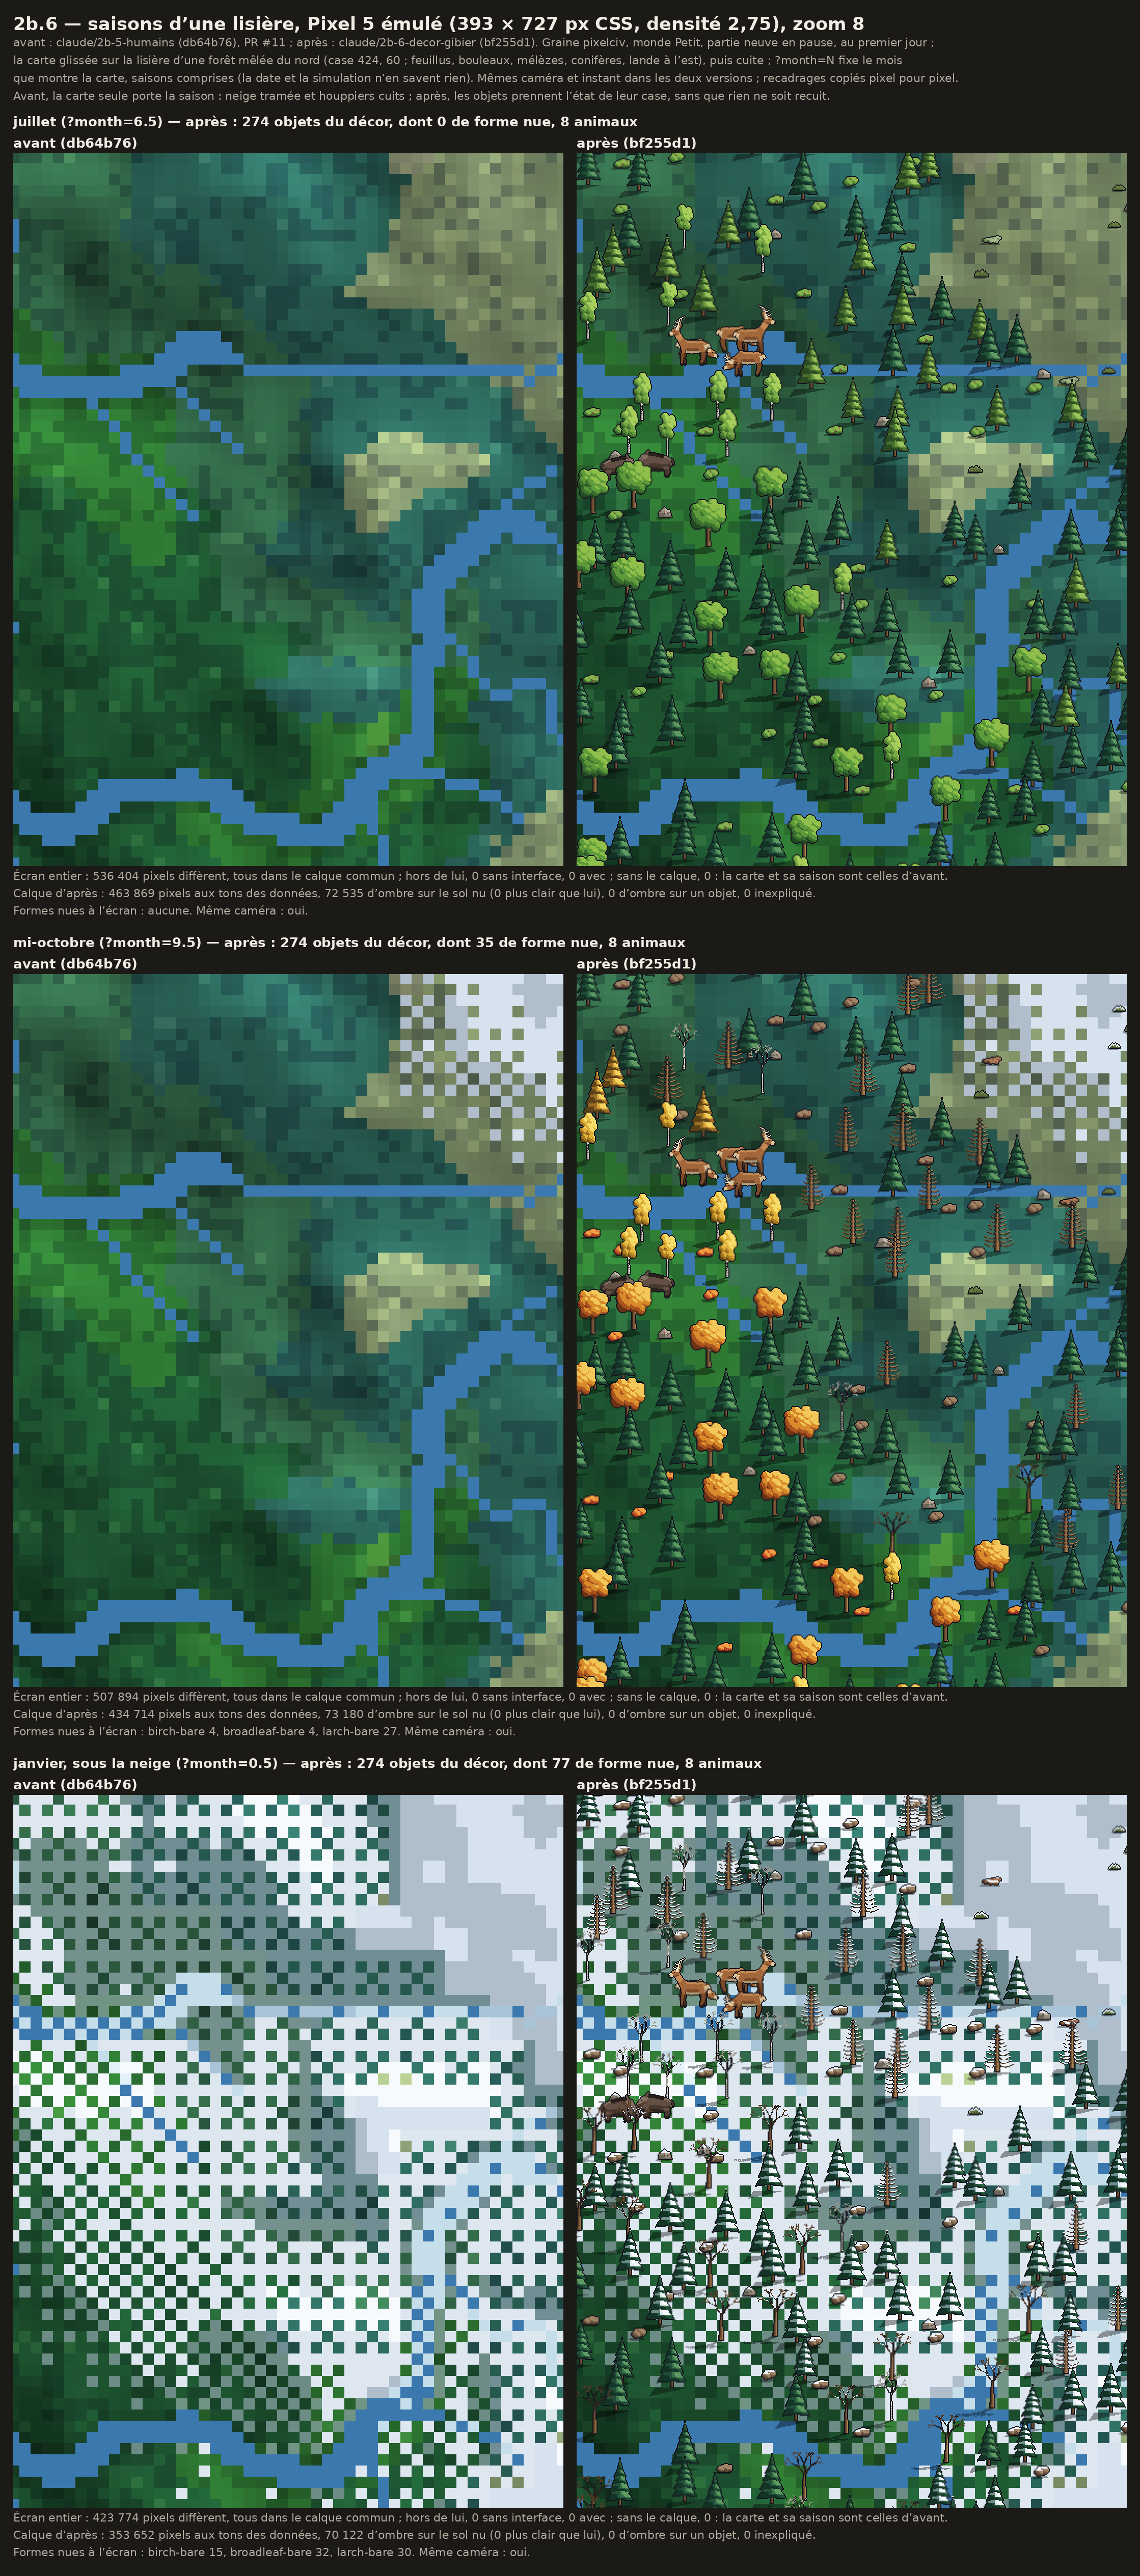 2b.6 — saisons d’une lisière, Pixel 5 émulé (393 × 727 px CSS, densité 2,75), zoom 8
avant : claude/2b-5-humains (db64b76), PR #11 ; après : claude/2b-6-decor-gibier (bf255d1). Graine pixelciv, monde Petit, partie neuve en pause, au premier jour ;
la carte glissée sur la lisière d’une forêt mêlée du nord (case 424, 60 ; feuillus, bouleaux, mélèzes, conifères, lande à l’est), puis cuite ; ?month=N fixe le mois
que montre la carte, saisons comprises (la date et la simulation n’en savent rien). Mêmes caméra et instant dans les deux versions ; recadrages copiés pixel pour pixel.
Avant, la carte seule porte la saison : neige tramée et houppiers cuits ; après, les objets prennent l’état de leur case, sans que rien ne soit recuit.
juillet (?month=6.5) — après : 274 objets du décor, dont 0 de forme nue, 8 animaux
avant (db64b76)
après (bf255d1)
Écran entier : 536 404 pixels diffèrent, tous dans le calque commun ; hors de lui, 0 sans interface, 0 avec ; sans le calque, 0 : la carte et sa saison sont celles d’avant.
Calque d’après : 463 869 pixels aux tons des données, 72 535 d’ombre sur le sol nu (0 plus clair que lui), 0 d’ombre sur un objet, 0 inexpliqué.
Formes nues à l’écran : aucune. Même caméra : oui.
mi-octobre (?month=9.5) — après : 274 objets du décor, dont 35 de forme nue, 8 animaux
avant (db64b76)
après (bf255d1)
Écran entier : 507 894 pixels diffèrent, tous dans le calque commun ; hors de lui, 0 sans interface, 0 avec ; sans le calque, 0 : la carte et sa saison sont celles d’avant.
Calque d’après : 434 714 pixels aux tons des données, 73 180 d’ombre sur le sol nu (0 plus clair que lui), 0 d’ombre sur un objet, 0 inexpliqué.
Formes nues à l’écran : birch-bare 4, broadleaf-bare 4, larch-bare 27. Même caméra : oui.
janvier, sous la neige (?month=0.5) — après : 274 objets du décor, dont 77 de forme nue, 8 animaux
avant (db64b76)
après (bf255d1)
Écran entier : 423 774 pixels diffèrent, tous dans le calque commun ; hors de lui, 0 sans interface, 0 avec ; sans le calque, 0 : la carte et sa saison sont celles d’avant.
Calque d’après : 353 652 pixels aux tons des données, 70 122 d’ombre sur le sol nu (0 plus clair que lui), 0 d’ombre sur un objet, 0 inexpliqué.
Formes nues à l’écran : birch-bare 15, broadleaf-bare 32, larch-bare 30. Même caméra : oui.